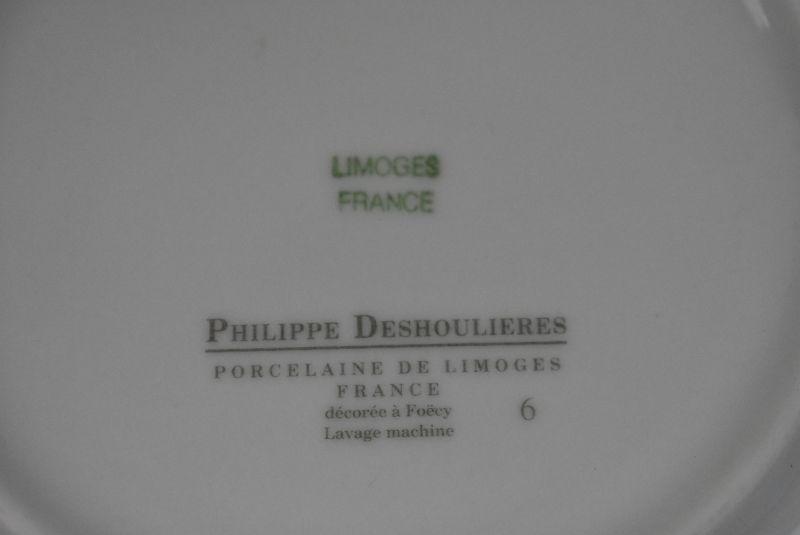 LIMOGES
FRANCE
PHILIPPE DESHOULIERES
PORCELAINE DE LIMOGES
FRANCE
décorée à Foëcy
6
Lavage machine